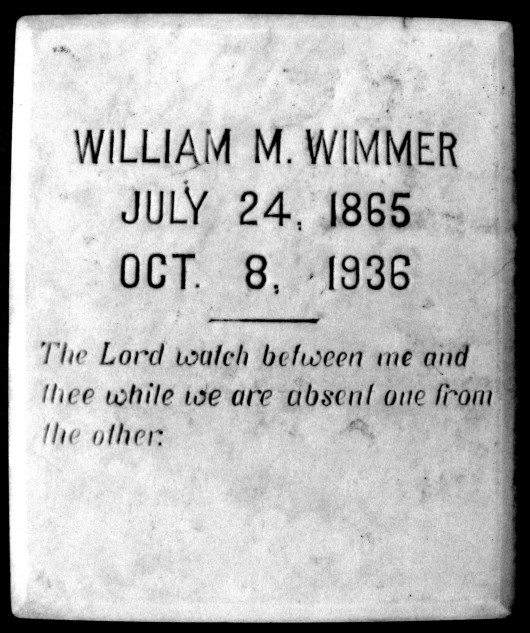 WILLIAM M. WIMMER
JULY 24, 1865
OCT. 8, 1936
The Lord watch between me and
thee while we are absent one from
the other.